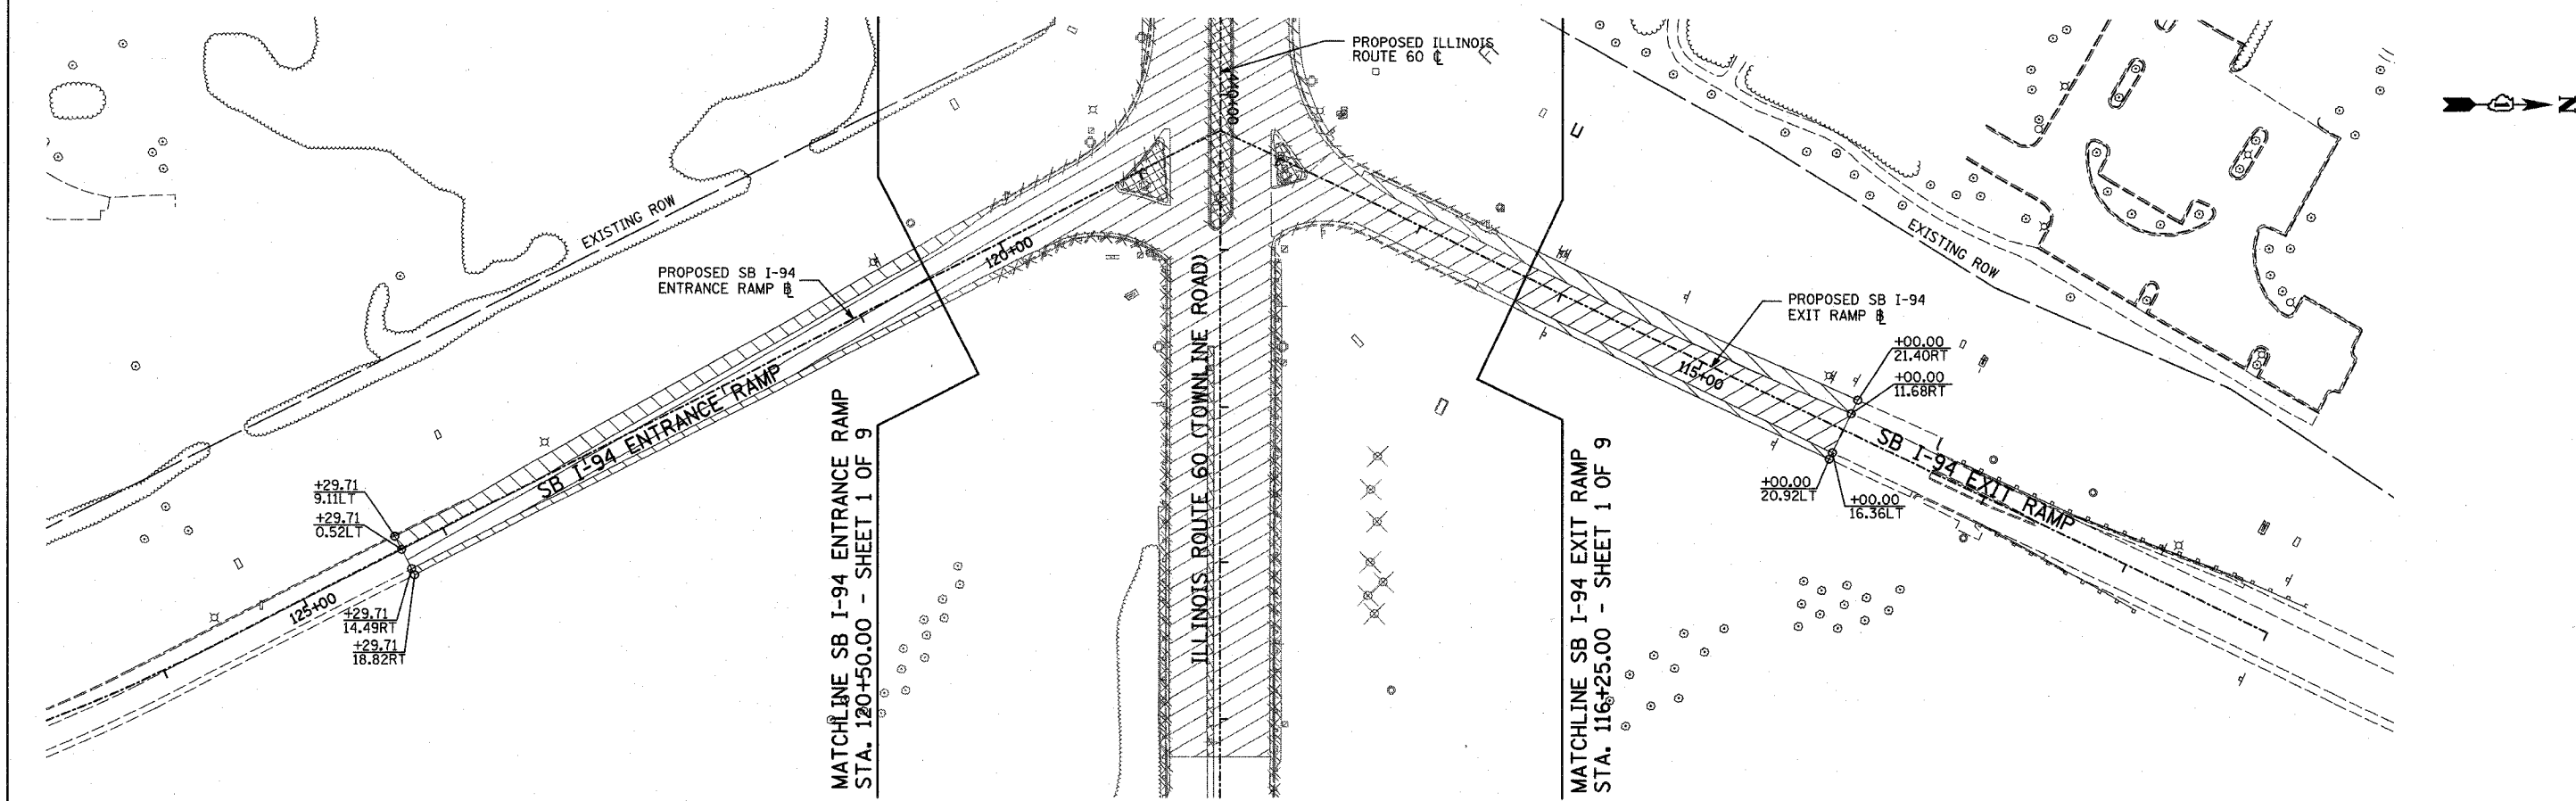 PROPOSED ILLINOIS
ROUTE 60 ℄
N
EXISTING ROW
EXISTING ROW
PROPOSED SB I-94
ENTRANCE RAMP B̲L
120+00
PROPOSED SB I-94
EXIT RAMP B̲L
115+00
+00.00
21.40RT
+00.00
11.68RT
SB I-94 ENTRANCE RAMP
SB I-94 EXIT RAMP
ILLINOIS ROUTE 60 (TOWNLINE ROAD)
MATCHLINE SB I-94 ENTRANCE RAMP
STA. 120+50.00 - SHEET 1 OF 9
MATCHLINE SB I-94 EXIT RAMP
STA. 116+25.00 - SHEET 1 OF 9
+29.71
9.11LT
+29.71
0.52LT
+00.00
20.92LT
+00.00
16.36LT
125+00
+29.71
14.49RT
+29.71
18.82RT